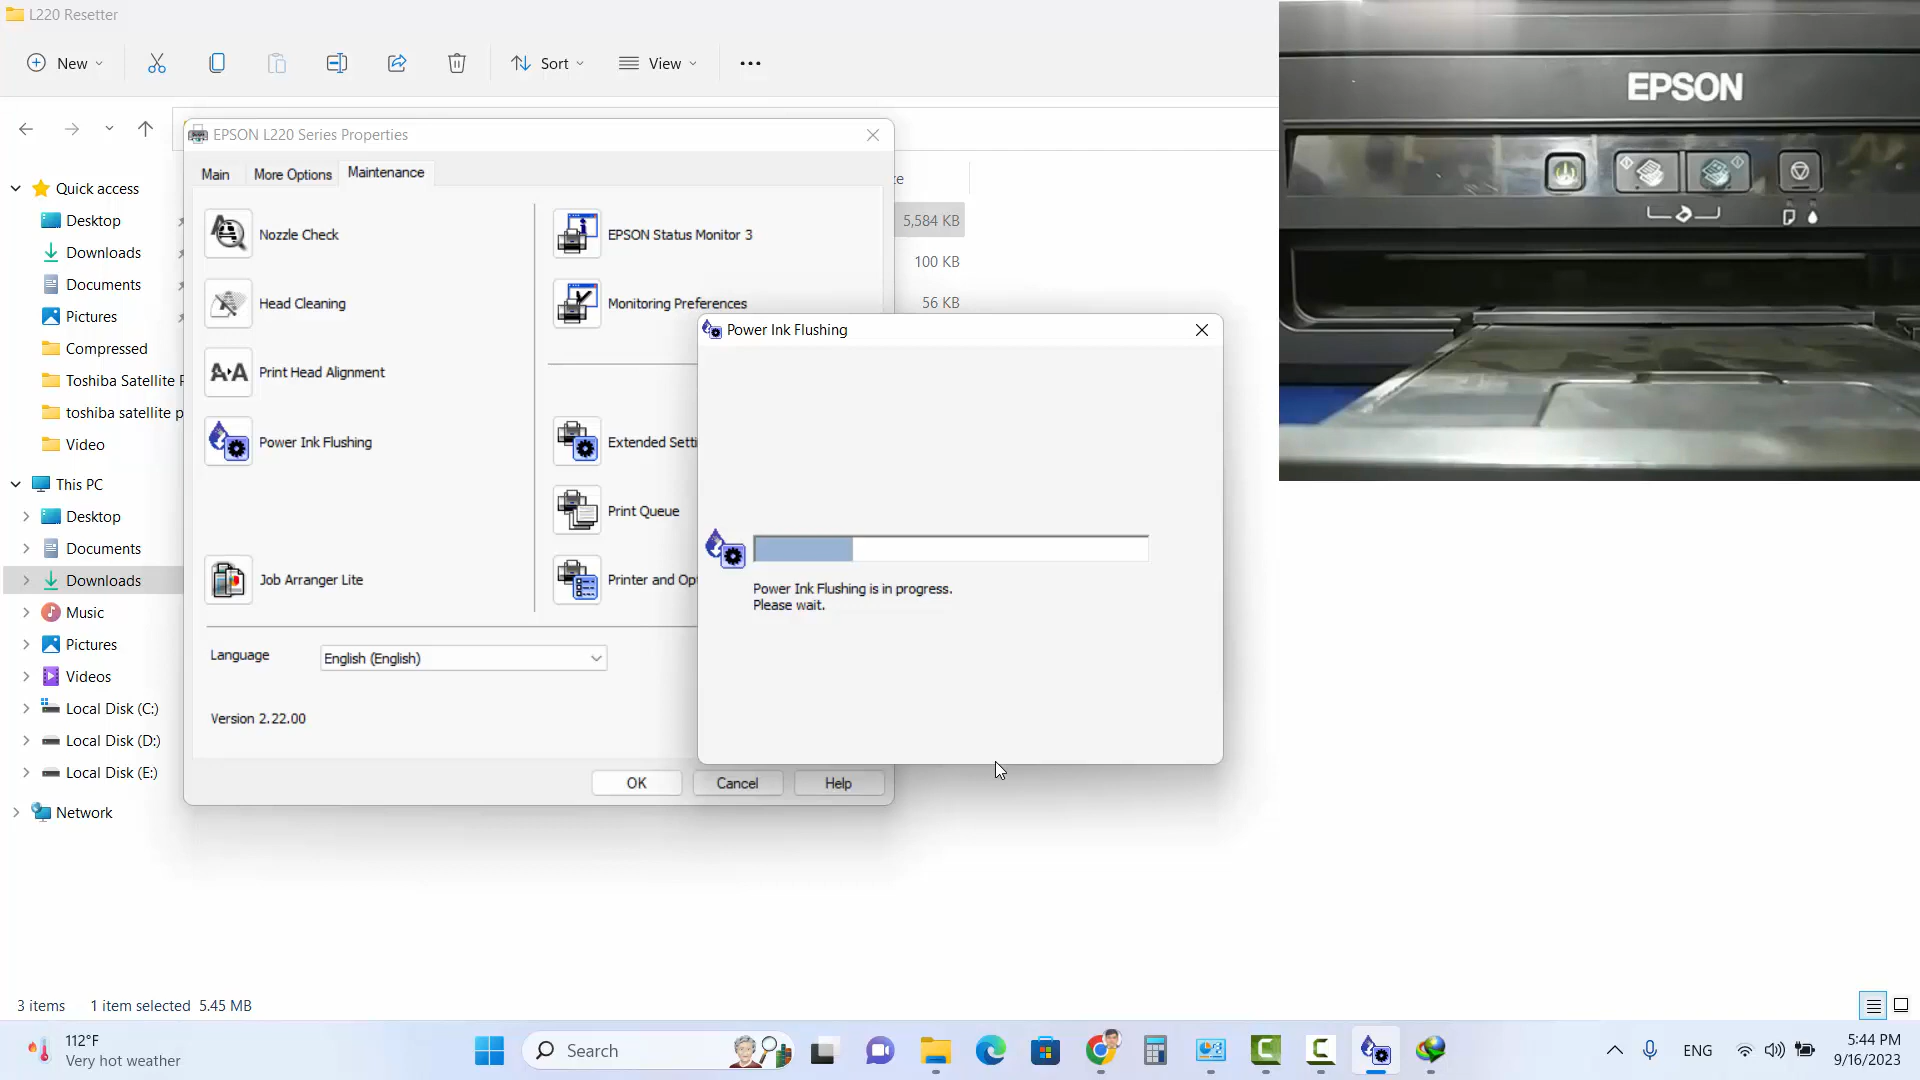 L220 Resetter
New
Sort
View
EPSON L220 Series Properties
Main
More Options
Maintenance
Nozzle Check
Head Cleaning
Print Head Alignment
Power Ink Flushing
Job Arranger Lite
EPSON Status Monitor 3
Monitoring Preferences
Extended Setti
Print Queue
Printer and Op
Language
English (English)
Version 2.22.00
OK
Cancel
Help
ze
5,584 KB
100 KB
56 KB
Power Ink Flushing
Power Ink Flushing is in progress.
Please wait.
EPSON
Quick access
Desktop
Downloads
Documents
Pictures
Compressed
Toshiba Satellite P
toshiba satellite p
Video
This PC
Desktop
Documents
Downloads
Music
Pictures
Videos
Local Disk (C:)
Local Disk (D:)
Local Disk (E:)
Network
3 items
1 item selected 5.45 MB
112°F
Very hot weather
Search
ENG
5:44 PM
9/16/2023